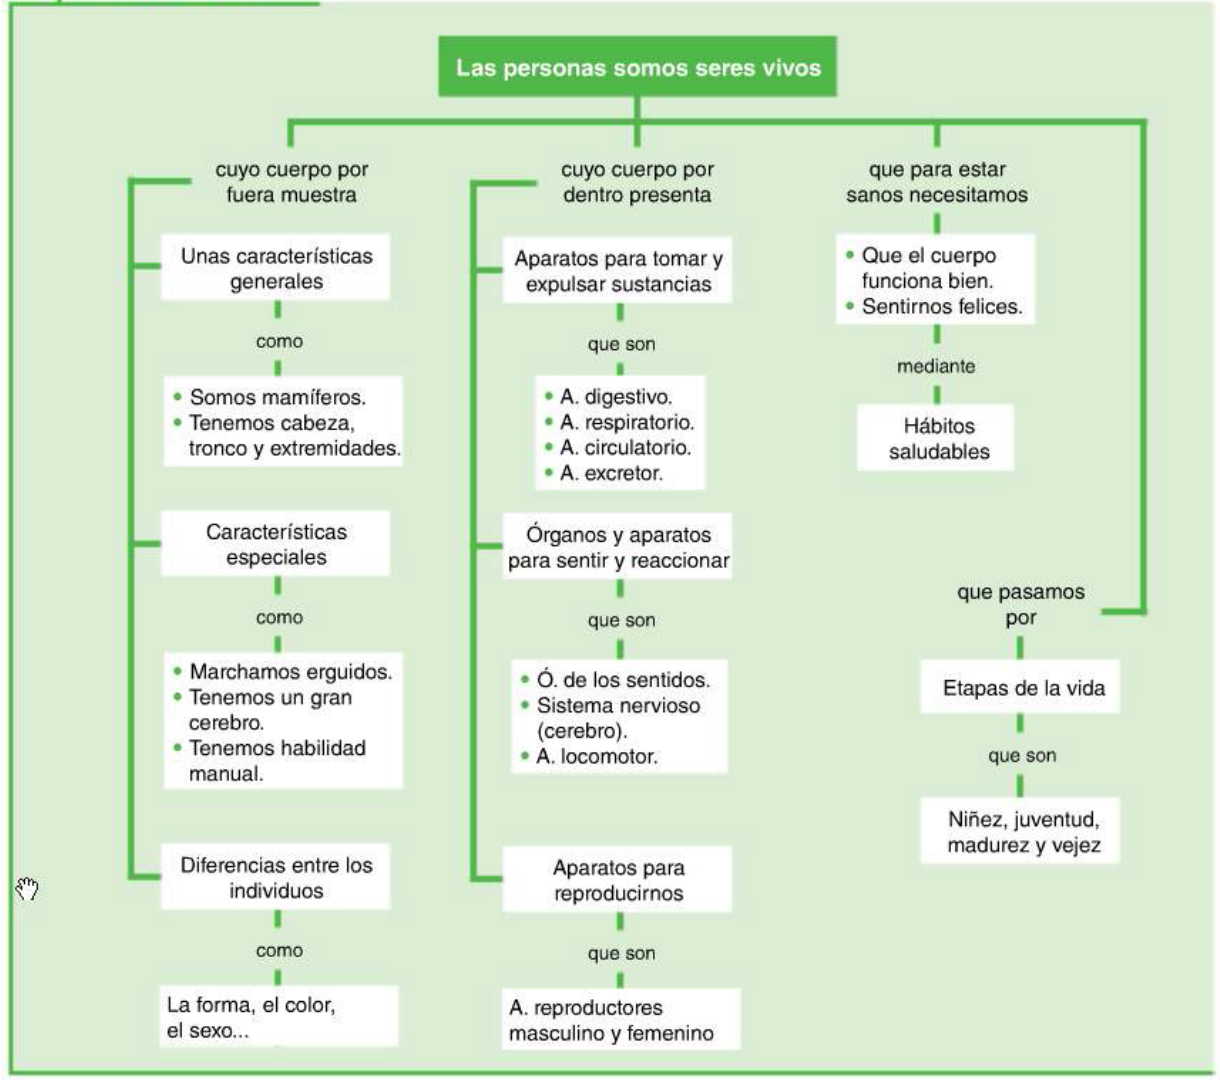 Las personas somos seres vivos
cuyo cuerpo por
fuera muestra
Unas características
generales
como
• Somos mamíferos.
• Tenemos cabeza,
tronco y extremidades.
Características
especiales
como
• Marchamos erguidos.
• Tenemos un gran
cerebro.
• Tenemos habilidad
manual.
Diferencias entre los
individuos
como
La forma, el color,
el sexo...
cuyo cuerpo por
dentro presenta
Aparatos para tomar y
expulsar sustancias
que son
• A. digestivo.
• A. respiratorio.
• A. circulatorio.
• A. excretor.
Órganos y aparatos
para sentir y reaccionar
que son
• Ó. de los sentidos.
• Sistema nervioso
(cerebro).
• A. locomotor.
Aparatos para
reproducirnos
que son
A. reproductores
masculino y femenino
que para estar
sanos necesitamos
• Que el cuerpo
funciona bien.
• Sentirnos felices.
mediante
Hábitos
saludables
que pasamos
por
Etapas de la vida
que son
Niñez, juventud,
madurez y vejez